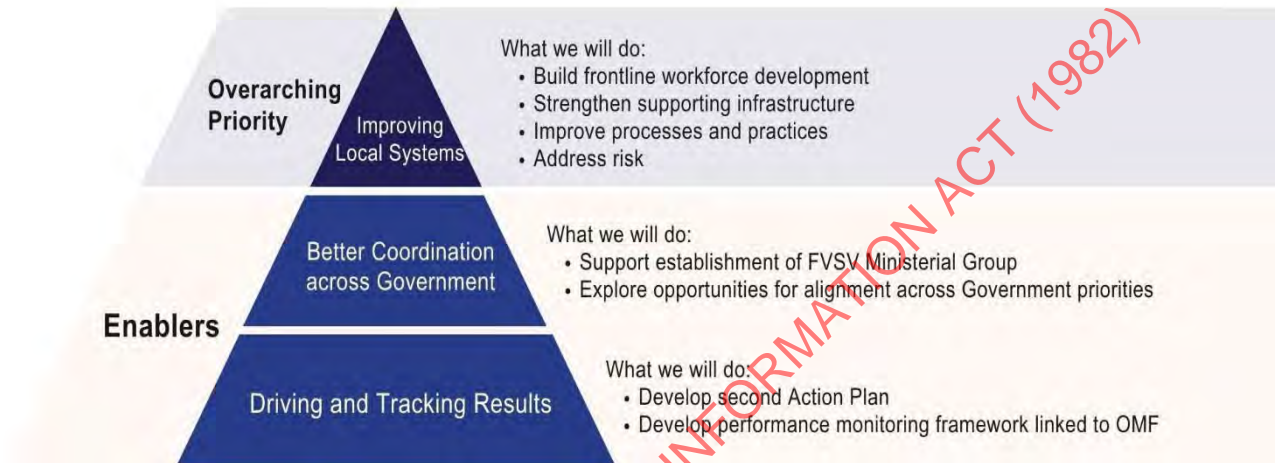 Overarching
Priority
Improving
Local Systems
What we will do:
• Build frontline workforce development
• Strengthen supporting infrastructure
• Improve processes and practices
• Address risk
Enablers
Better Coordination
across Government
What we will do:
• Support establishment of FVSV Ministerial Group
• Explore opportunities for alignment across Government priorities
Driving and Tracking Results
What we will do:
• Develop second Action Plan
• Develop performance monitoring framework linked to OMF
INFORMATION ACT (1982)